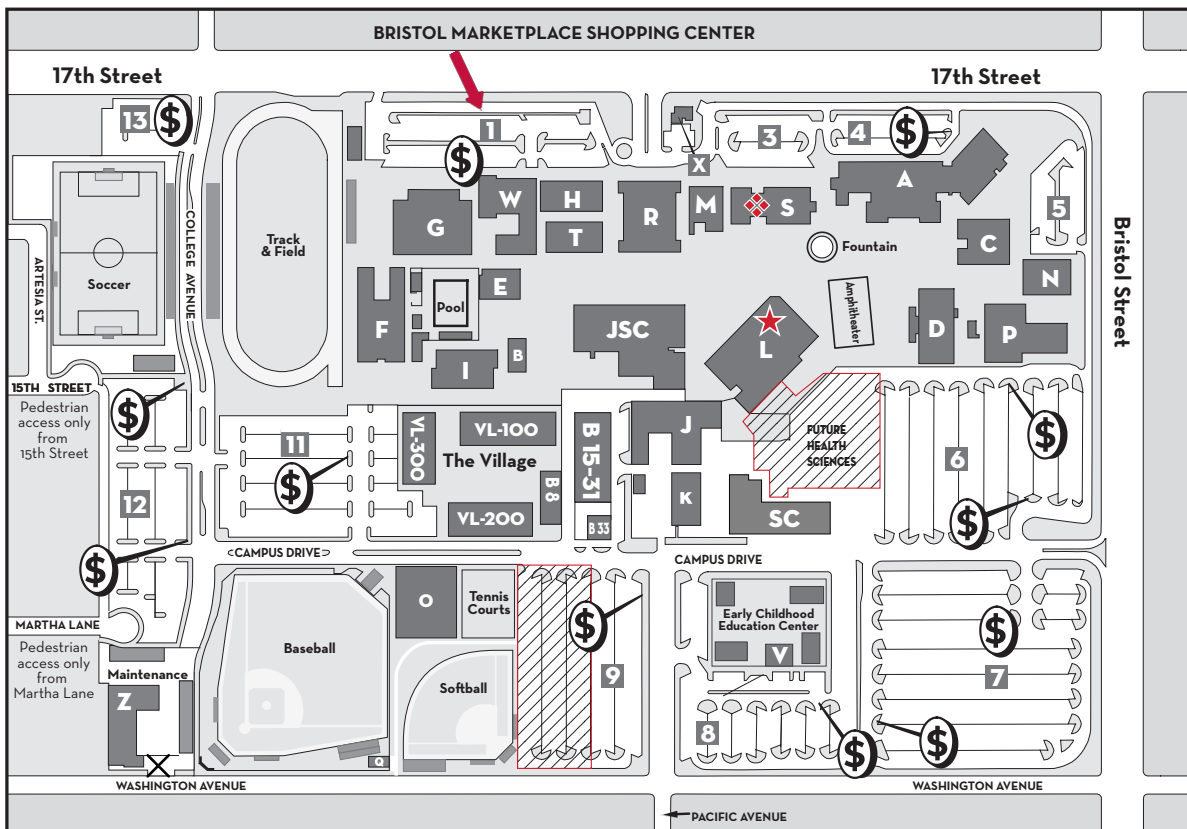 BRISTOL MARKETPLACE SHOPPING CENTER
17th Street
17th Street
13
$
1
$
3
4
$
X
5
A
W
H
G
R
M
S
T
C
N
Fountain
COLLEGE AVENUE
ARTESIA ST.
Soccer
Track
& Field
Bristol Street
E
Pool
F
JSC
Amphitheater
L
D
P
B
I
15TH STREET
Pedestrian
access only
from
15th Street
$
11
$
VL-300
VL-100
The Village
VL-200
B 8
B 15-31
B 33
J
K
FUTURE
HEALTH
SCIENCES
SC
6
$
$
12
$
CAMPUS DRIVE
CAMPUS DRIVE
MARTHA LANE
Pedestrian
access only
from
Martha Lane
Maintenance
Z
Baseball
O
Tennis
Courts
Softball
Q
$
9
Early Childhood
Education Center
V
8
$
$
7
$
WASHINGTON AVENUE
WASHINGTON AVENUE
PACIFIC AVENUE